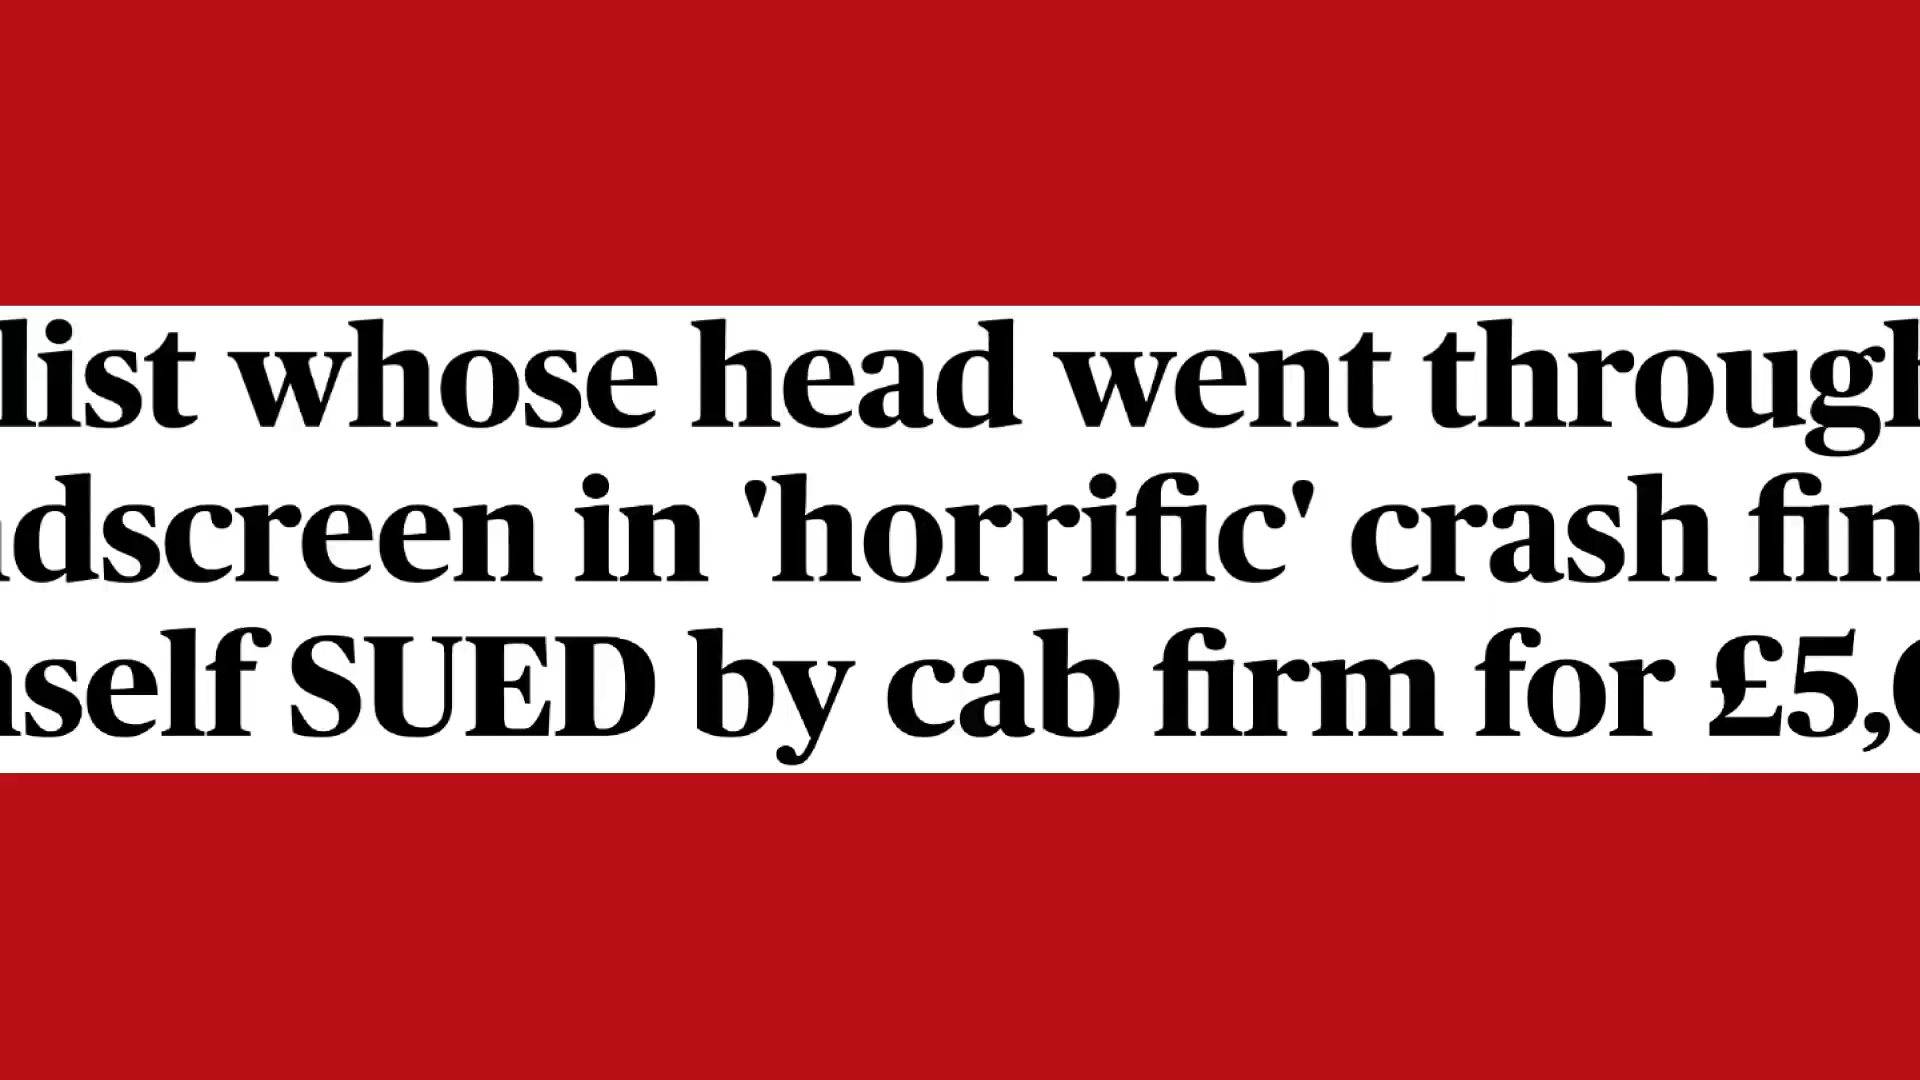 list whose head went through
dscreen in 'horrific' crash fin
self SUED by cab firm for £5,